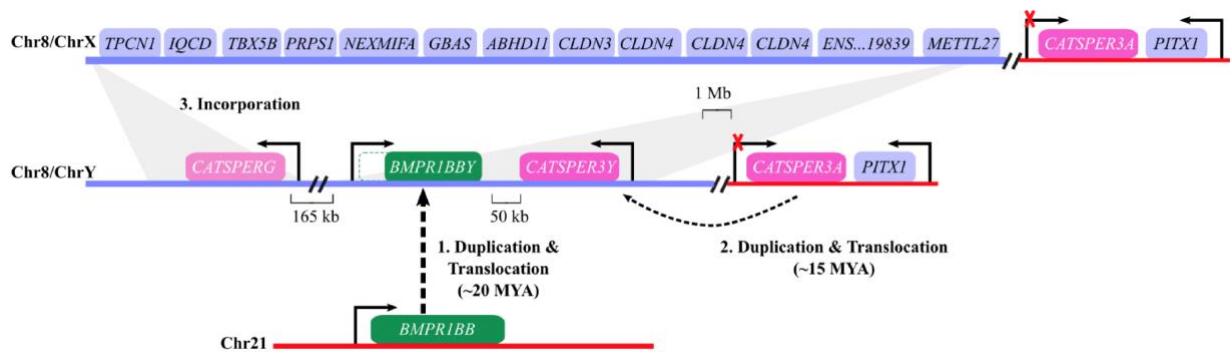 Chr8/ChrX TPCN1 IQCD TBX5B PRPS1 NEXMIFA GBAS ABHD11 CLDN3 CLDN4 CLDN4 CLDN4 ENS...19839 METTL27 CATSPER3A PITX1
3. Incorporation
1 Mb
Chr8/ChrY CATSPERG BMPR1BBY CATSPER3Y CATSPER3A PITX1
165 kb
50 kb
1. Duplication &
Translocation
(~20 MYA)
2. Duplication & Translocation
(~15 MYA)
BMPR1BB
Chr21